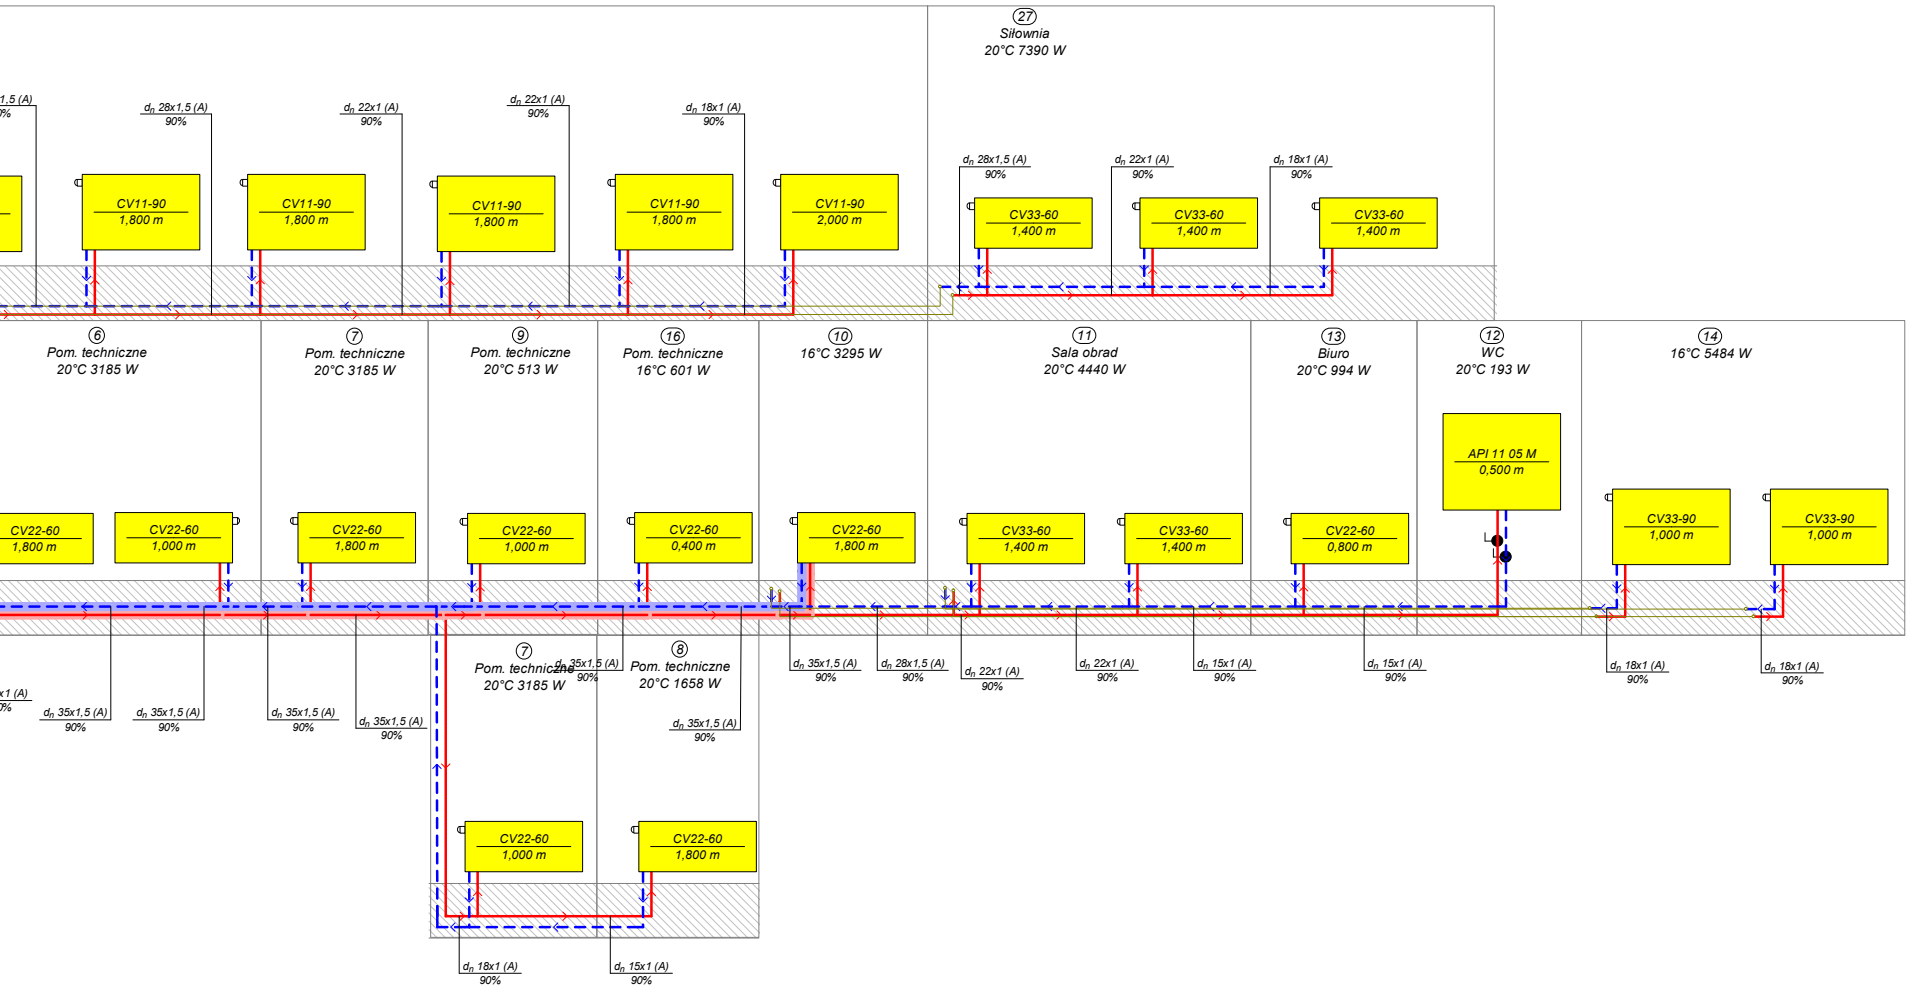 27
Siłownia
20°C 7390 W
1,5 (A)
0%
dn 28x1,5 (A)
90%
dn 22x1 (A)
90%
dn 22x1 (A)
90%
dn 18x1 (A)
90%
dn 28x1,5 (A)
90%
dn 22x1 (A)
90%
dn 18x1 (A)
90%
CV11-90
1,800 m
CV11-90
1,800 m
CV11-90
1,800 m
CV11-90
1,800 m
CV11-90
2,000 m
CV33-60
1,400 m
CV33-60
1,400 m
CV33-60
1,400 m
6
Pom. techniczne
20°C 3185 W
7
Pom. techniczne
20°C 3185 W
9
Pom. techniczne
20°C 513 W
16
Pom. techniczne
16°C 601 W
10
16°C 3295 W
11
Sala obrad
20°C 4440 W
13
Biuro
20°C 994 W
12
WC
20°C 193 W
14
16°C 5484 W
API 11 05 M
0,500 m
CV22-60
1,800 m
CV22-60
1,000 m
CV22-60
1,800 m
CV22-60
1,000 m
CV22-60
0,400 m
CV22-60
1,800 m
CV33-60
1,400 m
CV33-60
1,400 m
CV22-60
0,800 m
CV33-90
1,000 m
CV33-90
1,000 m
7
Pom. techniczne
20°C 3185 W
8
Pom. techniczne
20°C 1658 W
x1 (A)
0%
dn 35x1,5 (A)
90%
dn 35x1,5 (A)
90%
dn 35x1,5 (A)
90%
dn 35x1,5 (A)
90%
dn 35x1,5 (A)
90%
dn 35x1,5 (A)
90%
dn 35x1,5 (A)
90%
dn 28x1,5 (A)
90%
dn 22x1 (A)
90%
dn 22x1 (A)
90%
dn 15x1 (A)
90%
dn 15x1 (A)
90%
dn 18x1 (A)
90%
dn 18x1 (A)
90%
CV22-60
1,000 m
CV22-60
1,800 m
dn 18x1 (A)
90%
dn 15x1 (A)
90%